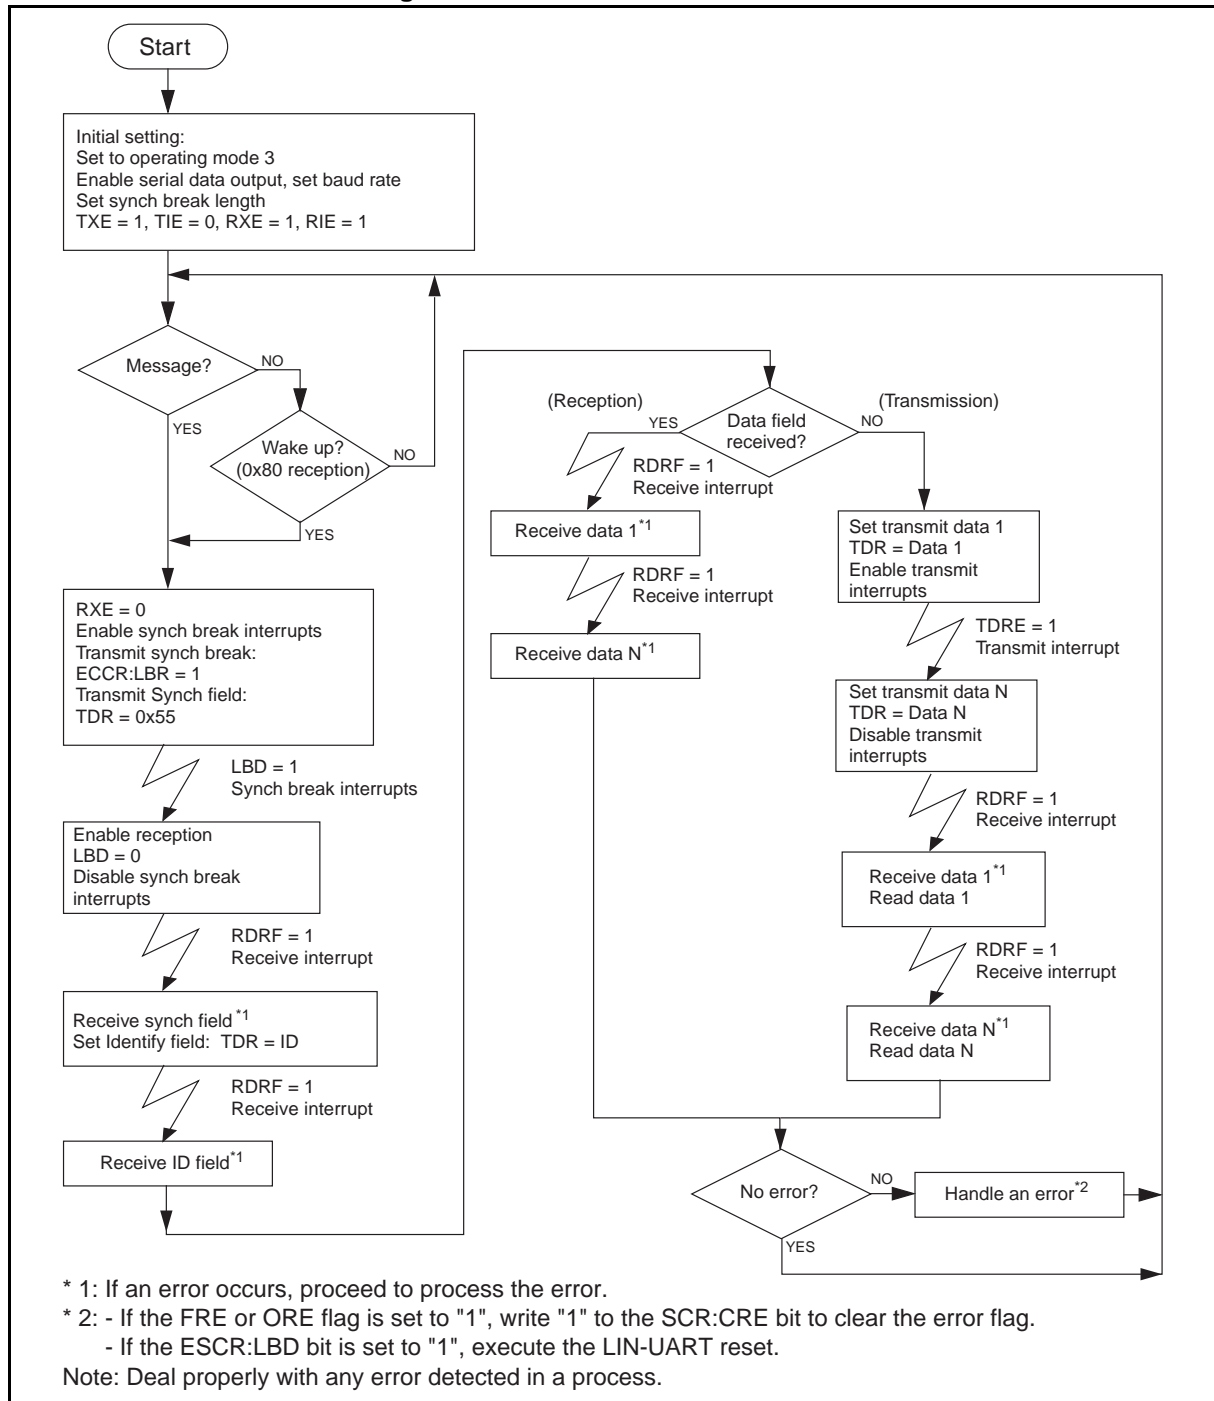 Start
Initial setting:
Set to operating mode 3
Enable serial data output, set baud rate
Set synch break length
TXE = 1, TIE = 0, RXE = 1, RIE = 1
Message?
NO
YES
Wake up?
(0x80 reception)
NO
YES
RXE = 0
Enable synch break interrupts
Transmit synch break:
ECCR:LBR = 1
Transmit Synch field:
TDR = 0x55
LBD = 1
Synch break interrupts
Enable reception
LBD = 0
Disable synch break
interrupts
RDRF = 1
Receive interrupt
Receive synch field*1
Set Identify field: TDR = ID
RDRF = 1
Receive interrupt
Receive ID field*1
Data field
received?
(Reception)
YES
(Transmission)
NO
RDRF = 1
Receive interrupt
Receive data 1*1
RDRF = 1
Receive interrupt
Receive data N*1
Set transmit data 1
TDR = Data 1
Enable transmit
interrupts
TDRE = 1
Transmit interrupt
Set transmit data N
TDR = Data N
Disable transmit
interrupts
RDRF = 1
Receive interrupt
Receive data 1*1
Read data 1
RDRF = 1
Receive interrupt
Receive data N*1
Read data N
No error?
NO
Handle an error*2
YES
* 1: If an error occurs, proceed to process the error.
* 2: - If the FRE or ORE flag is set to "1", write "1" to the SCR:CRE bit to clear the error flag.
- If the ESCR:LBD bit is set to "1", execute the LIN-UART reset.
Note: Deal properly with any error detected in a process.